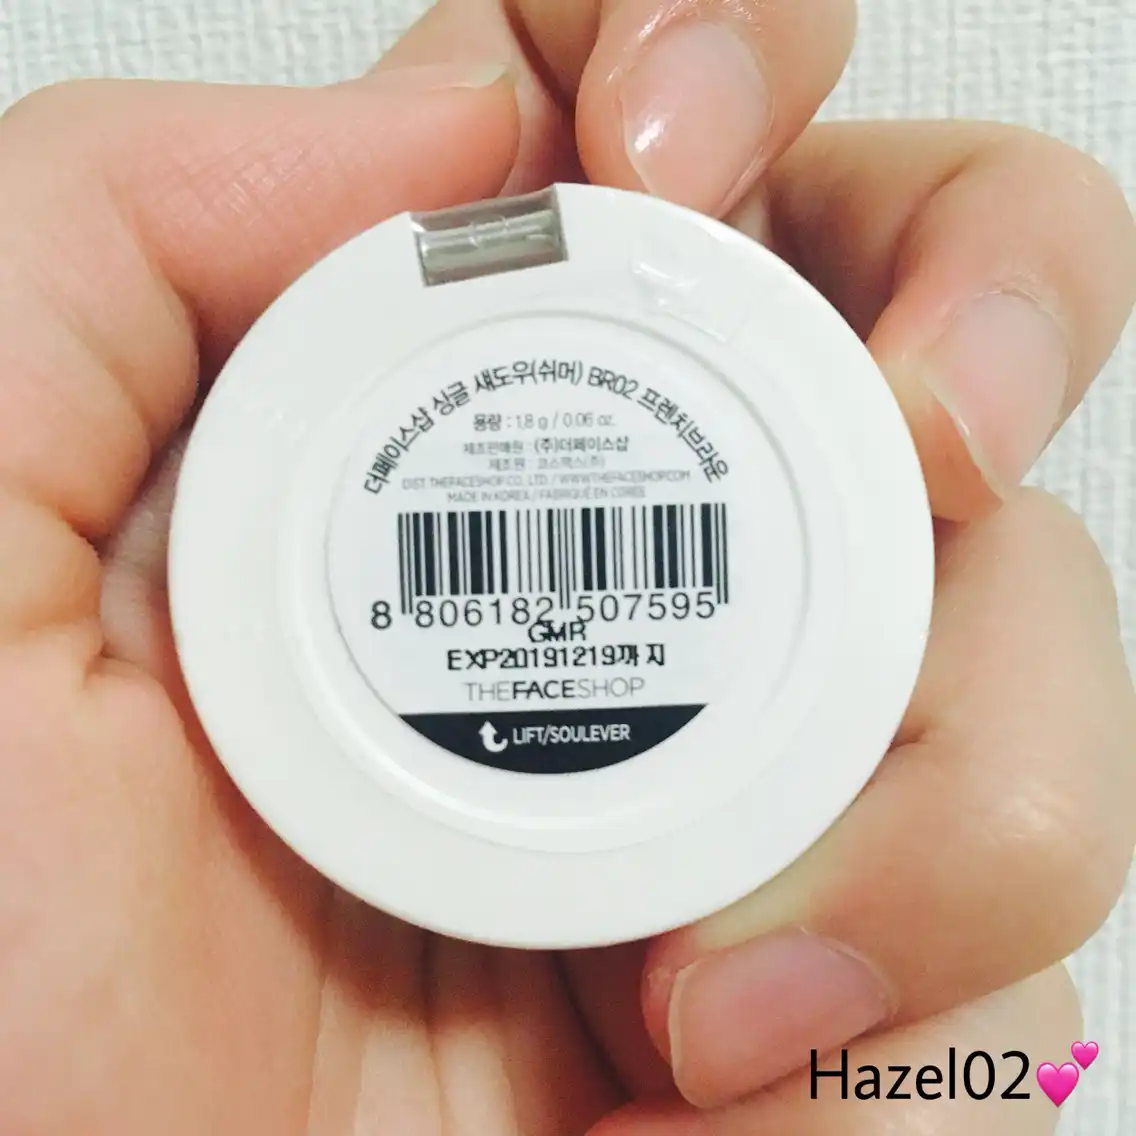 더페이스샵 싱글 섀도우(쉬머) BR02 프렌치브라운
용량 : 1.8 g / 0.06 oz.
제조판매원 : (주)더페이스샵
제조원 : 코스맥스(주)
DIST. THEFACESHOP CO., LTD. / WWW.THEFACESHOP.COM
MADE IN KOREA / FABRIQUÉ EN CORÉE
8 806182 507595
GMR
EXP20191219까지
THEFACESHOP
LIFT/SOULEVER
Hazel02💕